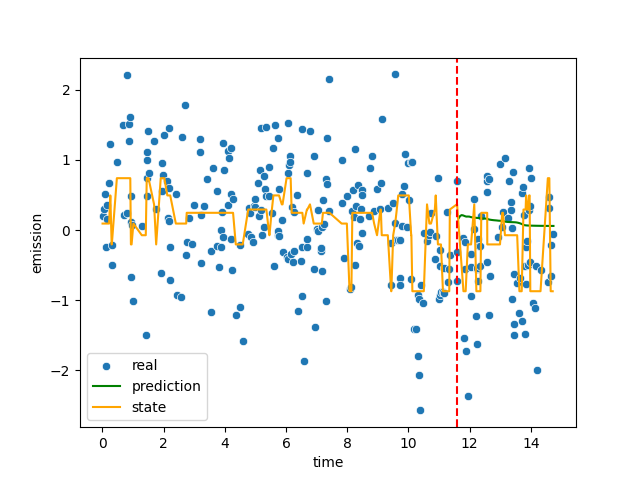 emission
2
1
0
−1
−2
real
prediction
state
0 2 4 6 8 10 12 14
time